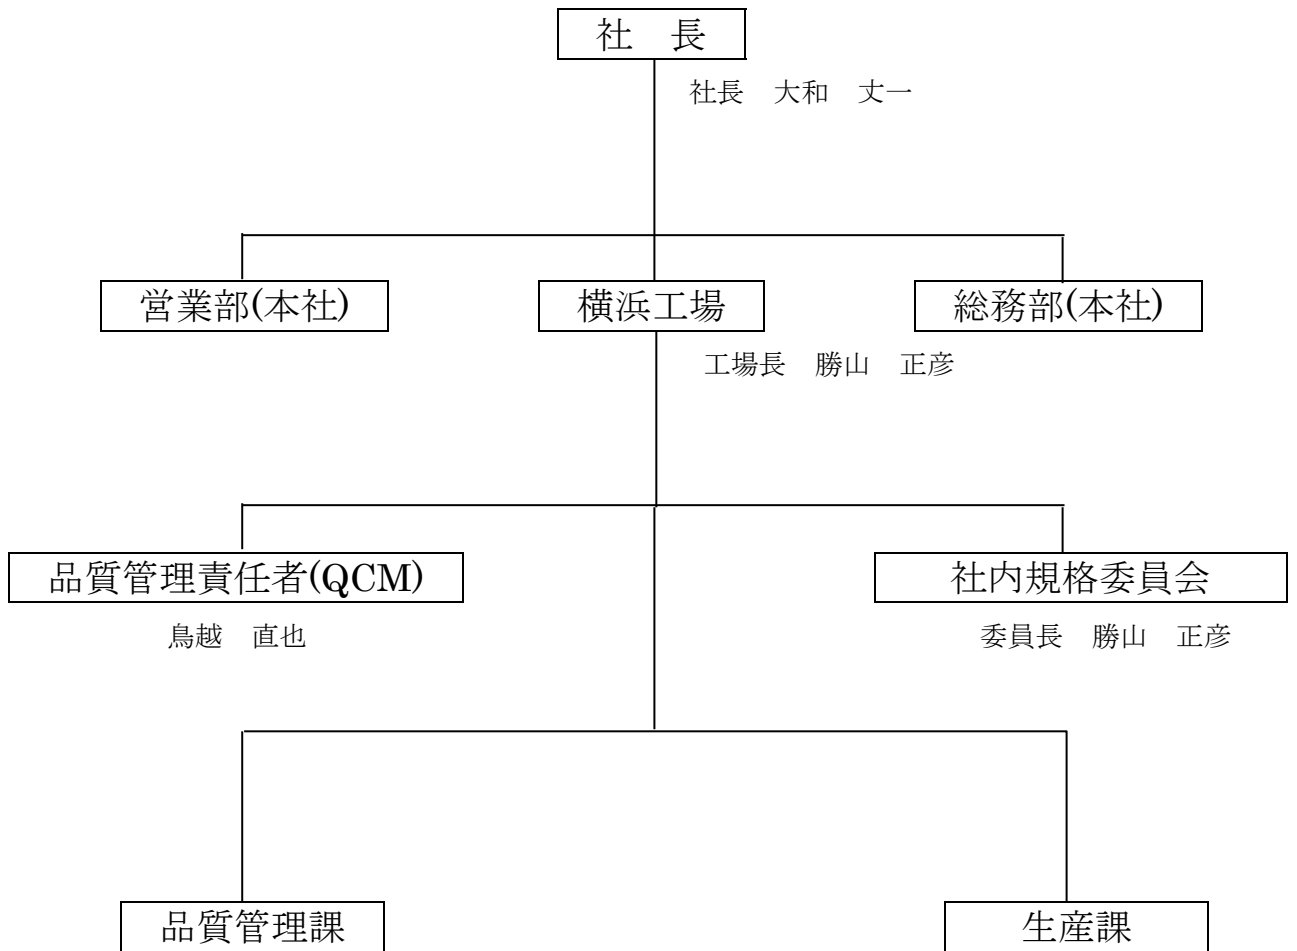 社　長
社長　大和　丈一
営業部(本社)
横浜工場
総務部(本社)
工場長　勝山　正彦
品質管理責任者(QCM)
社内規格委員会
鳥越　直也
委員長　勝山　正彦
品質管理課
生産課